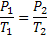 P₁/T₁ = P₂/T₂